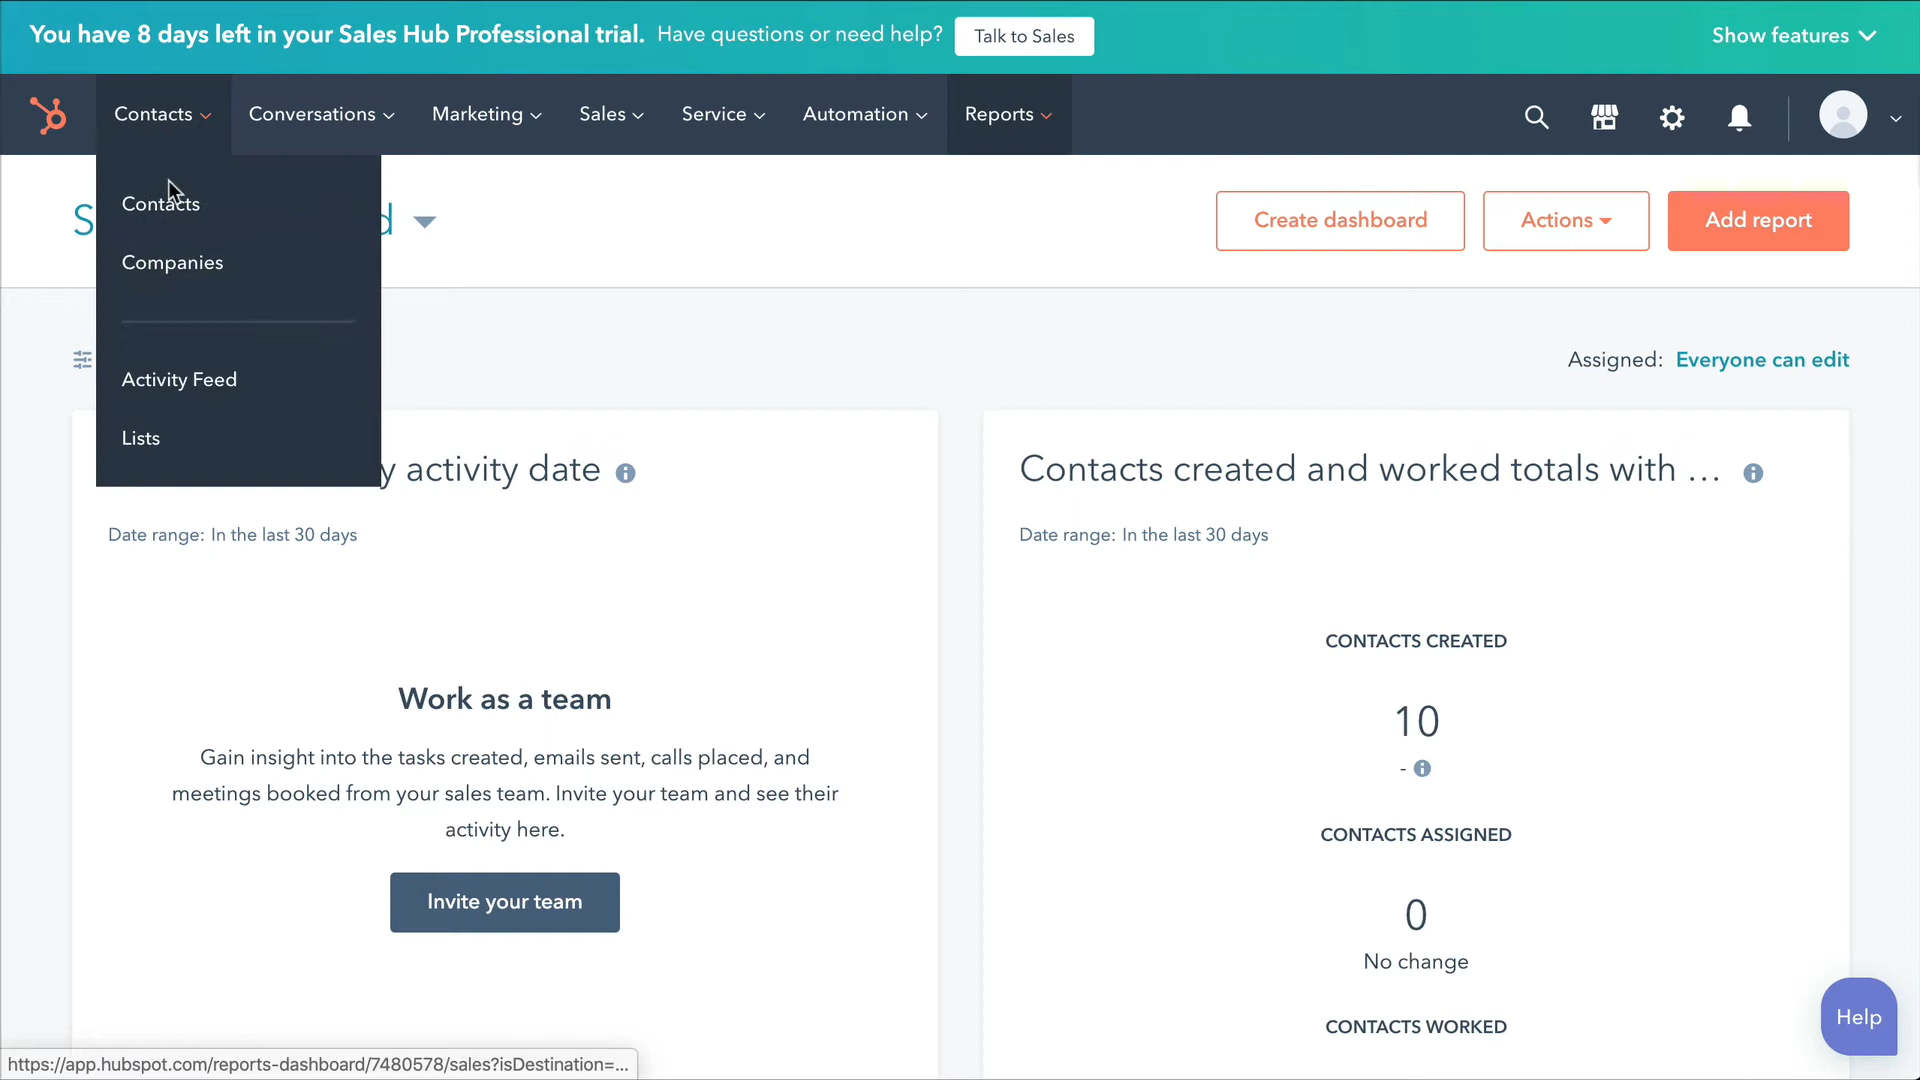 You have 8 days left in your Sales Hub Professional trial. Have questions or need help? Talk to Sales Show features
Contacts Conversations Marketing Sales Service Automation Reports
Contacts
Companies
Activity Feed
Lists
S d
Create dashboard Actions Add report
Assigned: Everyone can edit
y activity date
Date range: In the last 30 days
Work as a team
Gain insight into the tasks created, emails sent, calls placed, and
meetings booked from your sales team. Invite your team and see their
activity here.
Invite your team
Contacts created and worked totals with ...
Date range: In the last 30 days
CONTACTS CREATED
10
-
CONTACTS ASSIGNED
0
No change
CONTACTS WORKED
Help
https://app.hubspot.com/reports-dashboard/7480578/sales?isDestination=...